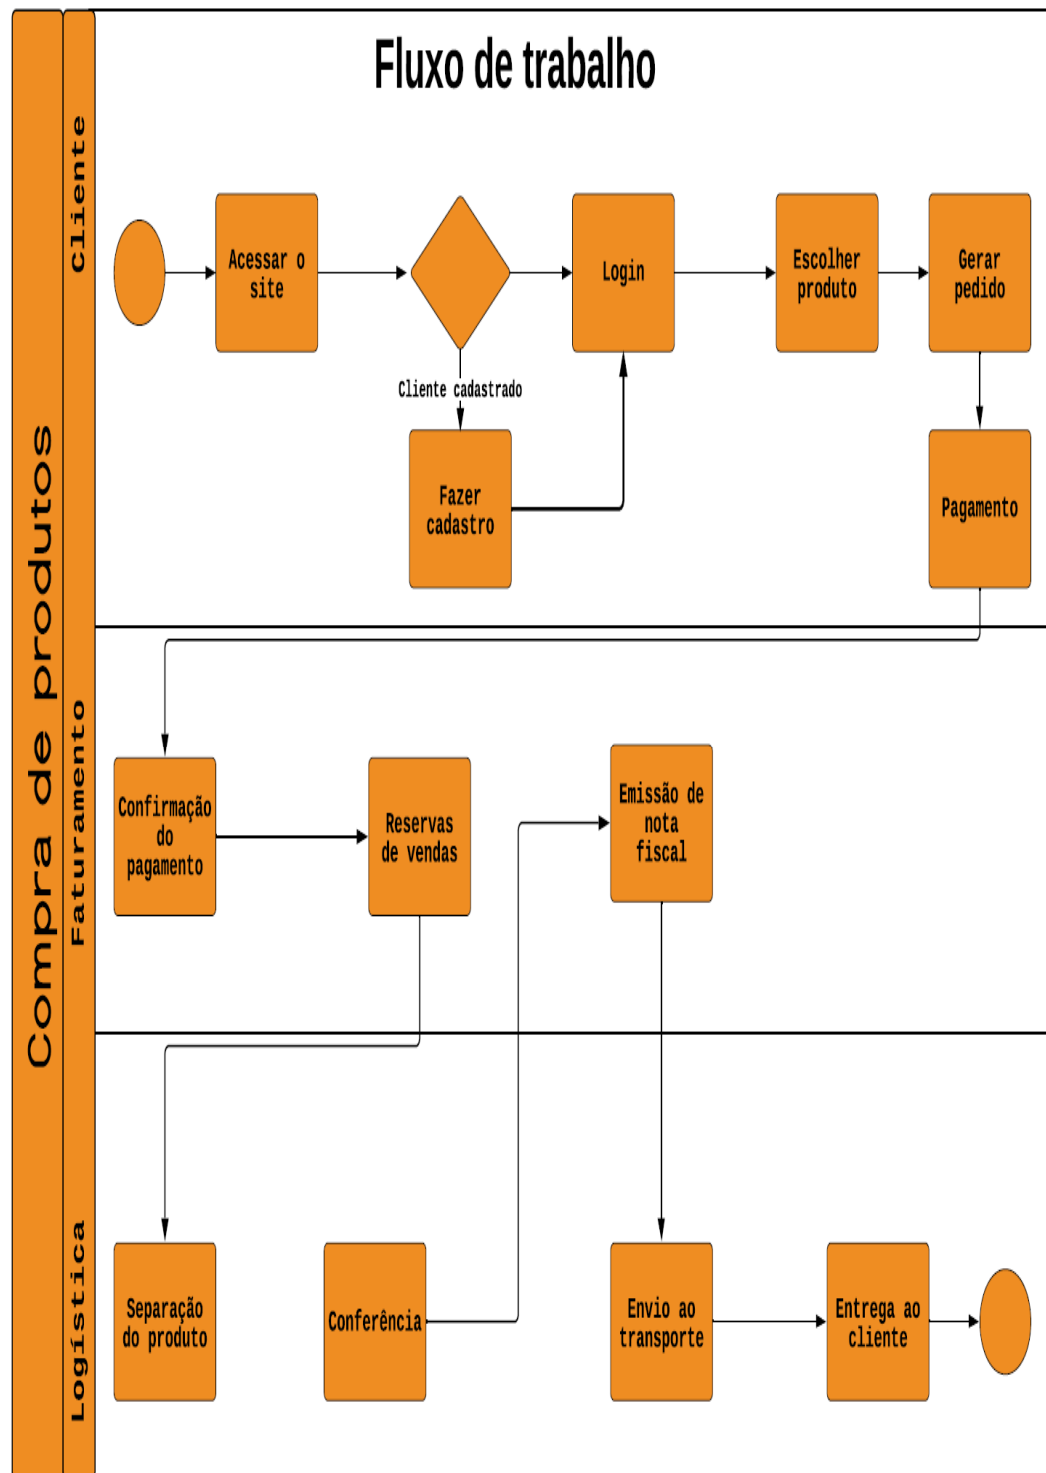 Fluxo de trabalho
Compra de produtos
Cliente
Acessar o
site
Login
Escolher
produto
Gerar
pedido
Cliente cadastrado
Fazer
cadastro
Pagamento
Faturamento
Confirmação
do
pagamento
Reservas
de vendas
Emissão de
nota
fiscal
Logística
Separação
do produto
Conferência
Envio ao
transporte
Entrega ao
cliente